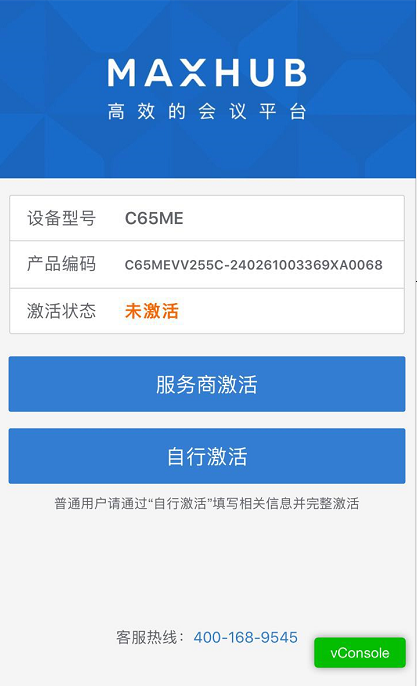 MAXHUB
高效的会议平台
设备型号 C65ME
产品编码 C65MEVV255C-240261003369XA0068
激活状态 未激活
服务商激活
自行激活
普通用户请通过“自行激活”填写相关信息并完整激活
客服热线：400-168-9545
vConsole